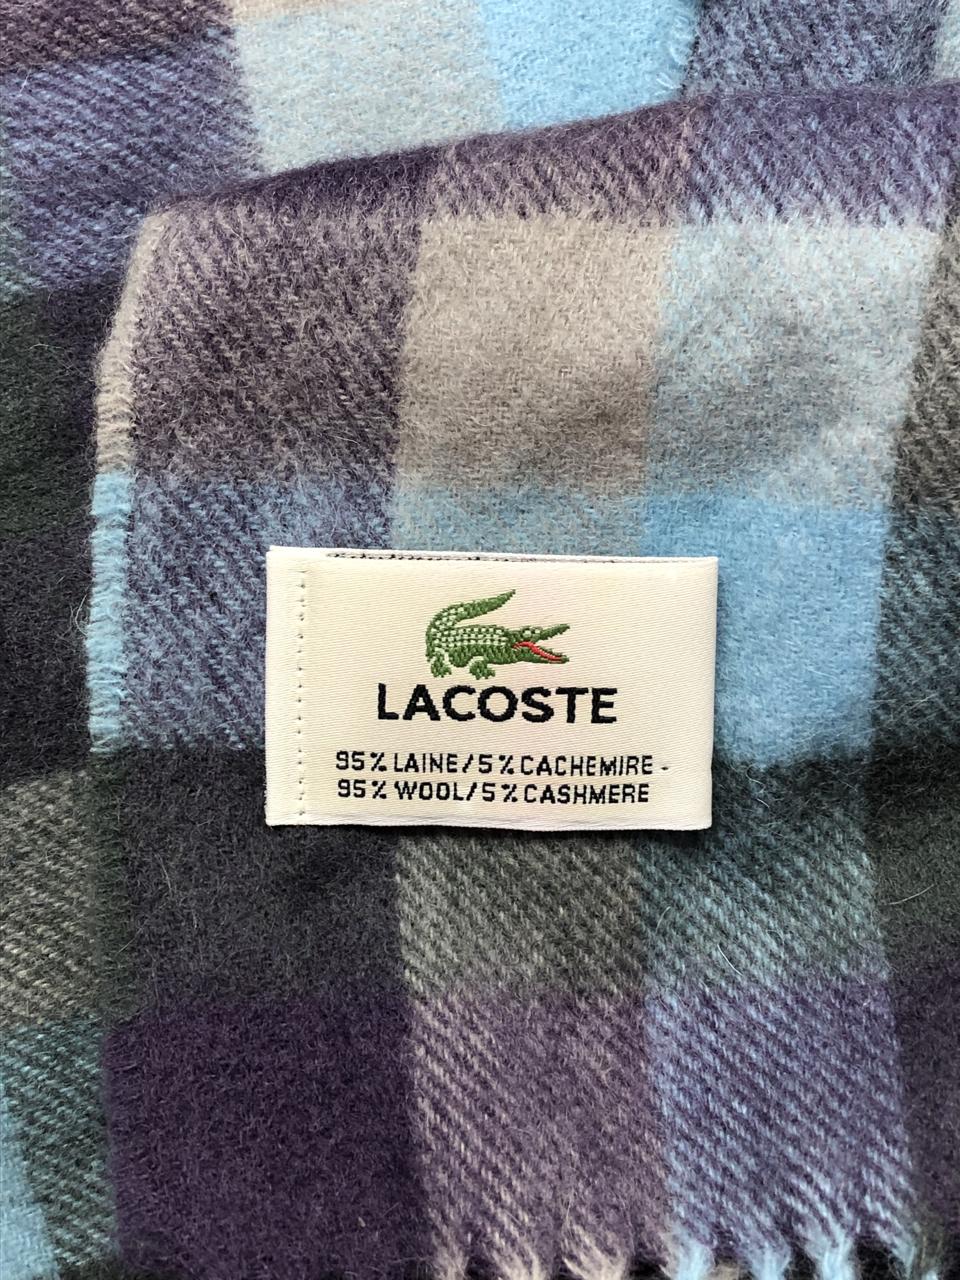 LACOSTE
95% LAINE/5% CACHEMIRE -
95% WOOL/5% CASHMERE